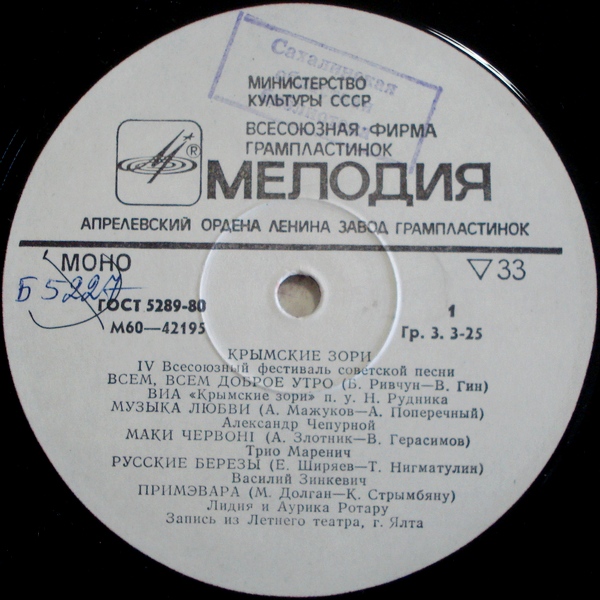 Сахалинская
МИНИСТЕРСТВО
КУЛЬТУРЫ СССР
ВСЕСОЮЗНАЯ ФИРМА
ГРАМПЛАСТИНОК
®
МЕЛОДИЯ
АПРЕЛЕВСКИЙ ОРДЕНА ЛЕНИНА ЗАВОД ГРАМПЛАСТИНОК
МОНО ▽33
Б 5227
ГОСТ 5289-80 1
М60—42195 Гр. 3. 3-25
КРЫМСКИЕ ЗОРИ
IV Всесоюзный фестиваль советской песни
ВСЕМ, ВСЕМ ДОБРОЕ УТРО (Б. Ривчун—В. Гин)
ВИА «Крымские зори» п. у. Н. Рудника
МУЗЫКА ЛЮБВИ (А. Мажуков—А. Поперечный)
Александр Чепурной
МАКИ ЧЕРВОНІ (А. Злотник—В. Герасимов)
Трио Маренич
РУССКИЕ БЕРЕЗЫ (Е. Ширяев—Т. Нигматулин)
Василий Зинкевич
ПРИМЭВАРА (М. Долган—К. Стрымбяну)
Лидия и Аурика Ротару
Запись из Летнего театра, г. Ялта